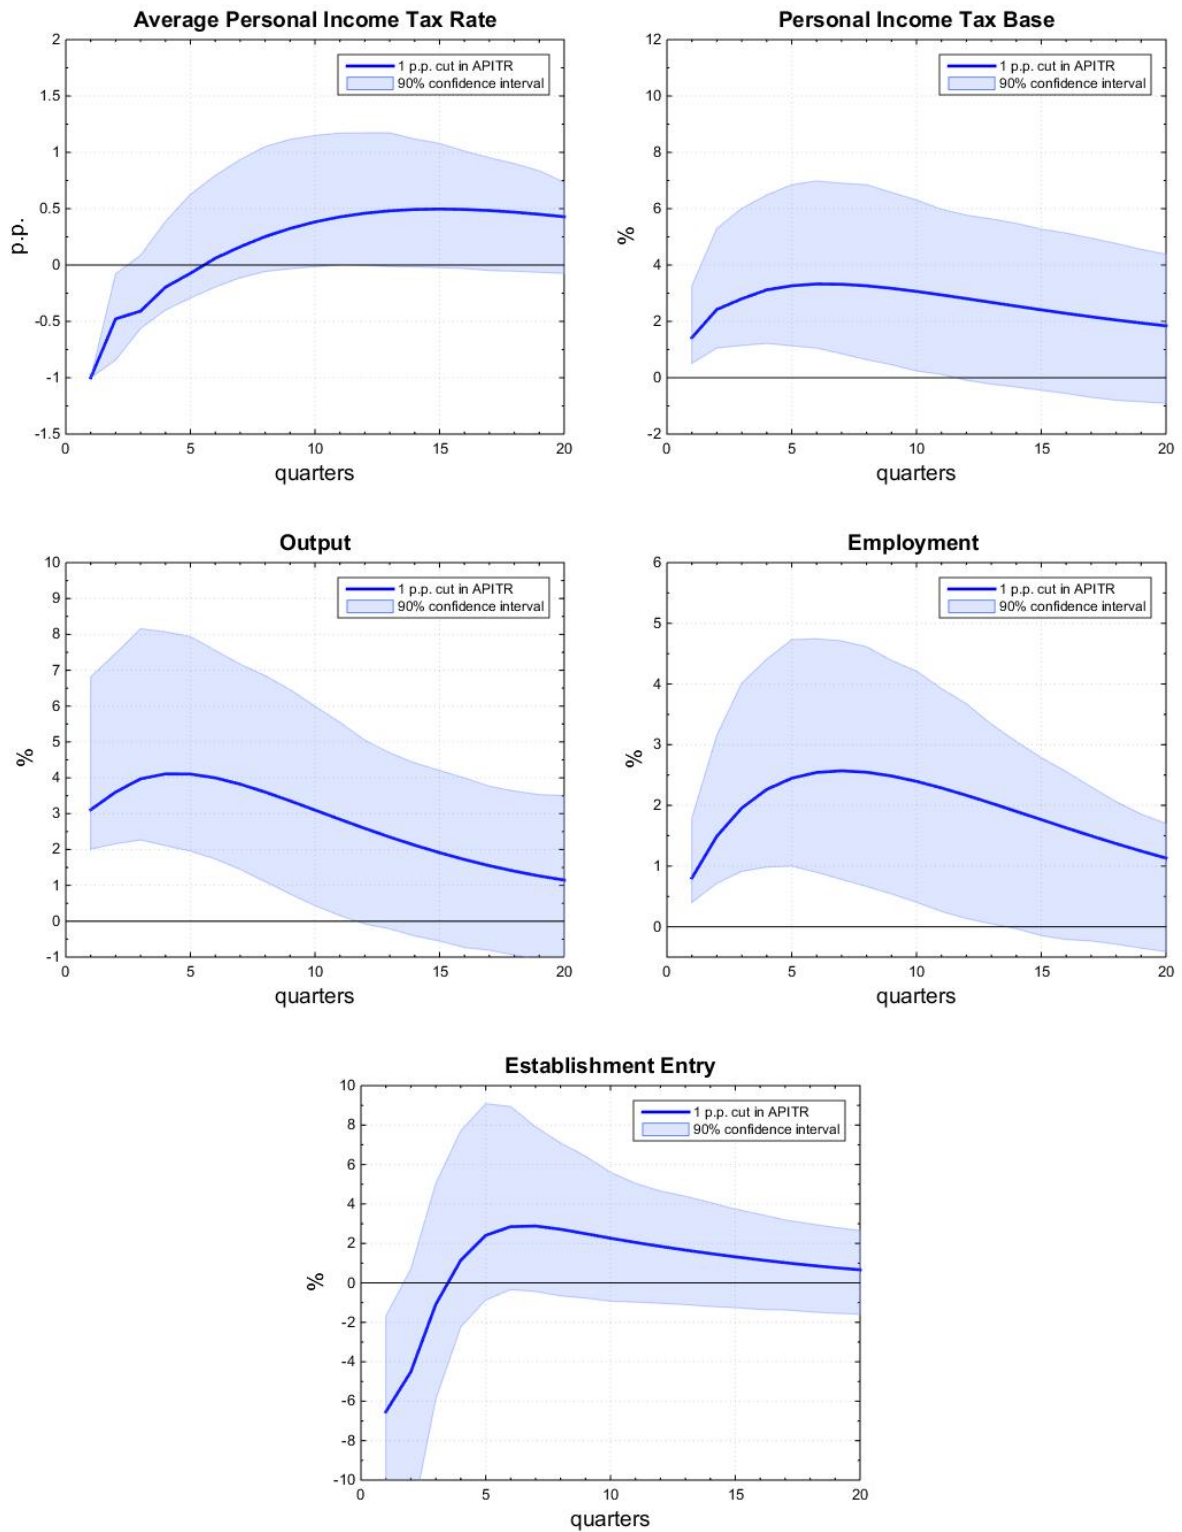 Average Personal Income Tax Rate
2
1.5
1
0.5
0
-0.5
-1
-1.5
p.p.
1 p.p. cut in APITR
90% confidence interval
0 5 10 15 20
quarters
Personal Income Tax Base
12
10
8
6
4
2
0
-2
%
1 p.p. cut in APITR
90% confidence interval
0 5 10 15 20
quarters
Output
10
9
8
7
6
5
4
3
2
1
0
-1
%
1 p.p. cut in APITR
90% confidence interval
0 5 10 15 20
quarters
Employment
6
5
4
3
2
1
0
%
1 p.p. cut in APITR
90% confidence interval
0 5 10 15 20
quarters
Establishment Entry
10
8
6
4
2
0
-2
-4
-6
-8
-10
%
1 p.p. cut in APITR
90% confidence interval
0 5 10 15 20
quarters